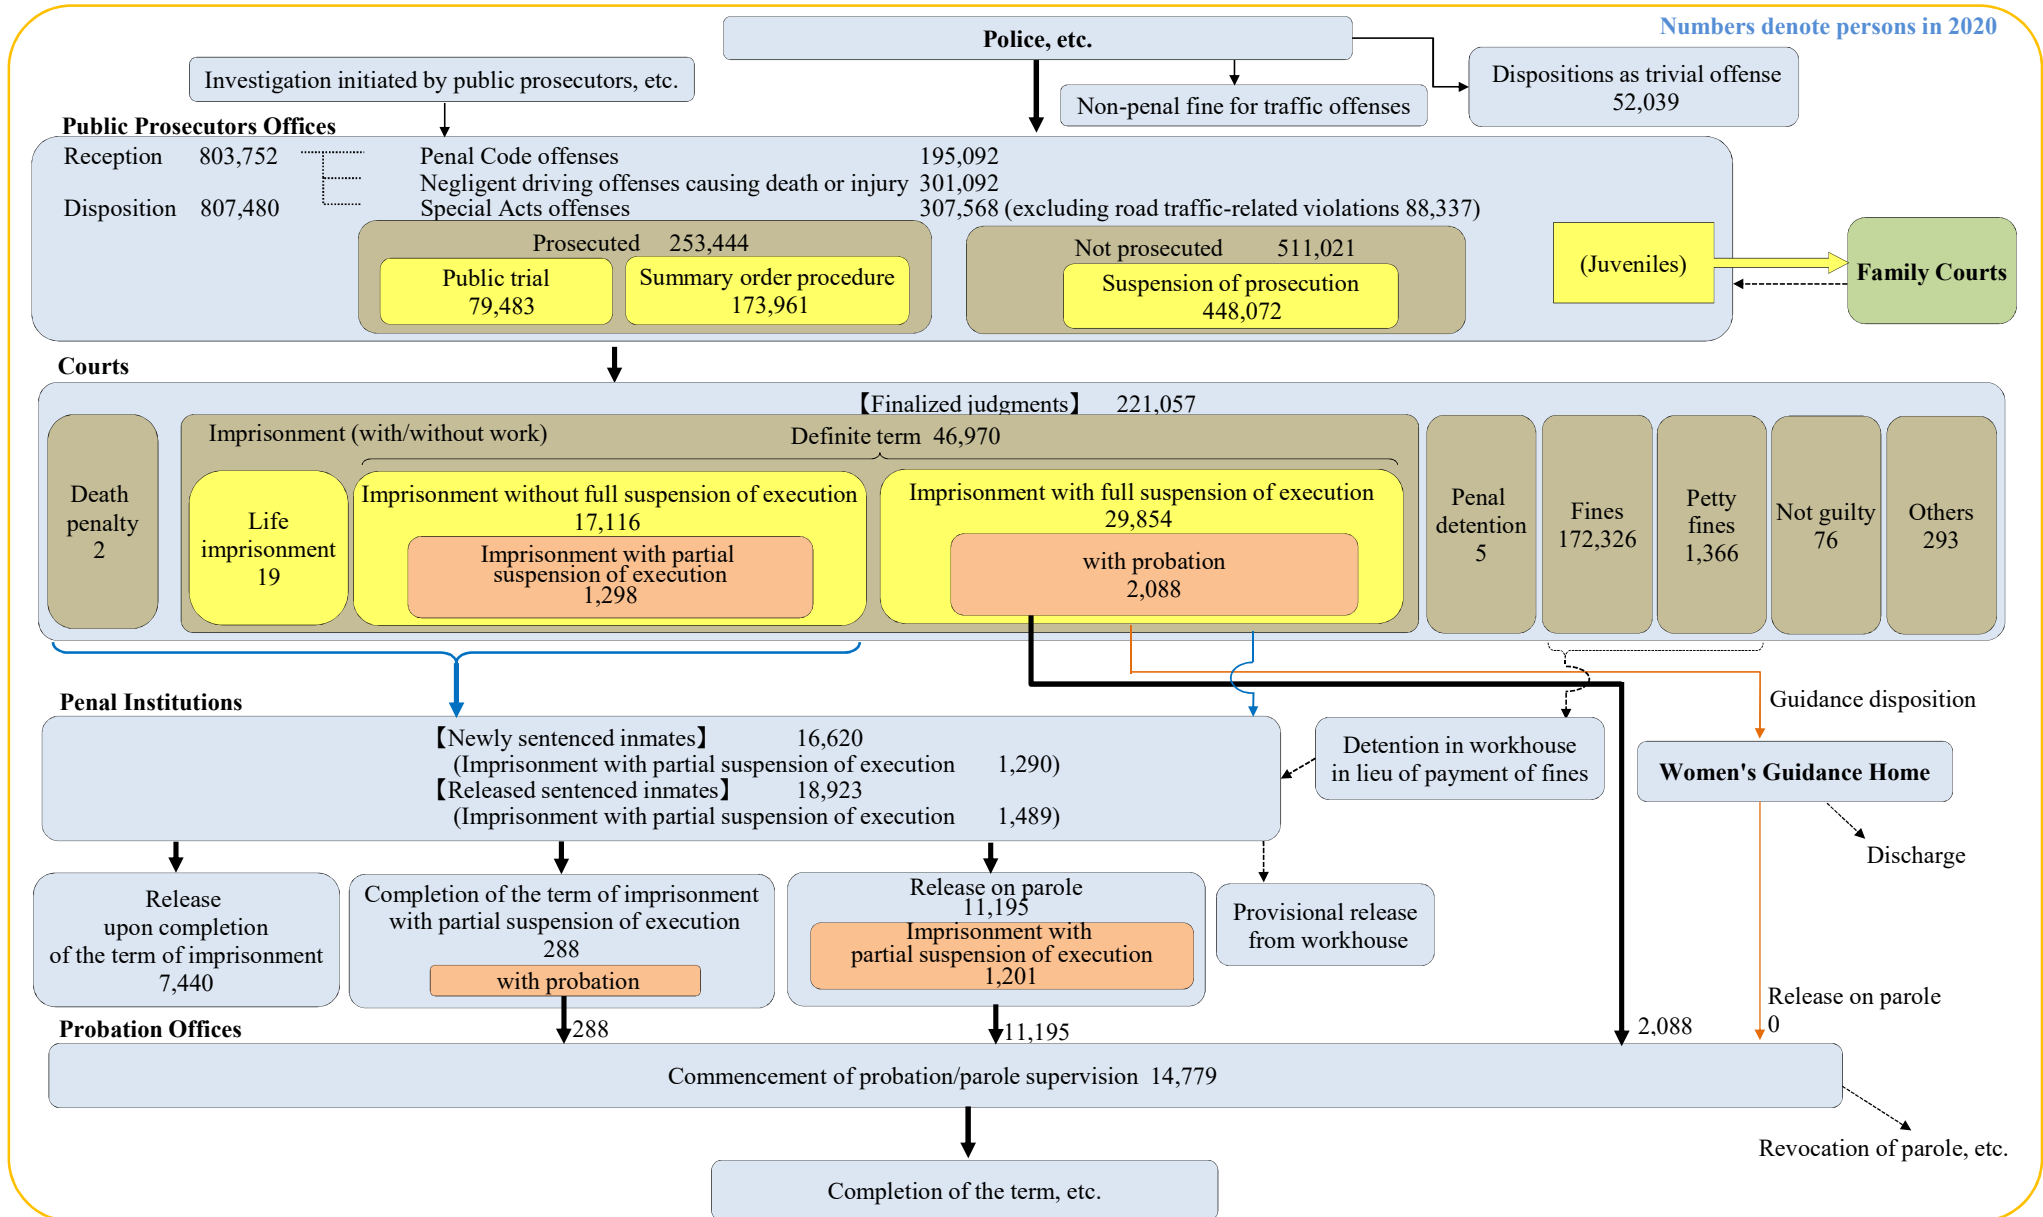 Numbers denote persons in 2020
Police, etc.
Investigation initiated by public prosecutors, etc.
Non-penal fine for traffic offenses
Dispositions as trivial offense
52,039
Public Prosecutors Offices
Reception 803,752
Penal Code offenses 195,092
Negligent driving offenses causing death or injury 301,092
Disposition 807,480
Special Acts offenses 307,568 (excluding road traffic-related violations 88,337)
Prosecuted 253,444
Public trial
79,483
Summary order procedure
173,961
Not prosecuted 511,021
Suspension of prosecution
448,072
(Juveniles)
Family Courts
Courts
【Finalized judgments】 221,057
Death
penalty
2
Imprisonment (with/without work)
Definite term 46,970
Life
imprisonment
19
Imprisonment without full suspension of execution
17,116
Imprisonment with partial
suspension of execution
1,298
Imprisonment with full suspension of execution
29,854
with probation
2,088
Penal
detention
5
Fines
172,326
Petty
fines
1,366
Not guilty
76
Others
293
Penal Institutions
【Newly sentenced inmates】 16,620
(Imprisonment with partial suspension of execution 1,290)
【Released sentenced inmates】 18,923
(Imprisonment with partial suspension of execution 1,489)
Detention in workhouse
in lieu of payment of fines
Guidance disposition
Women's Guidance Home
Discharge
Release
upon completion
of the term of imprisonment
7,440
Completion of the term of imprisonment
with partial suspension of execution
288
with probation
Release on parole
11,195
Imprisonment with
partial suspension of execution
1,201
Provisional release
from workhouse
Release on parole
0
Probation Offices
288
11,195
2,088
Commencement of probation/parole supervision 14,779
Revocation of parole, etc.
Completion of the term, etc.